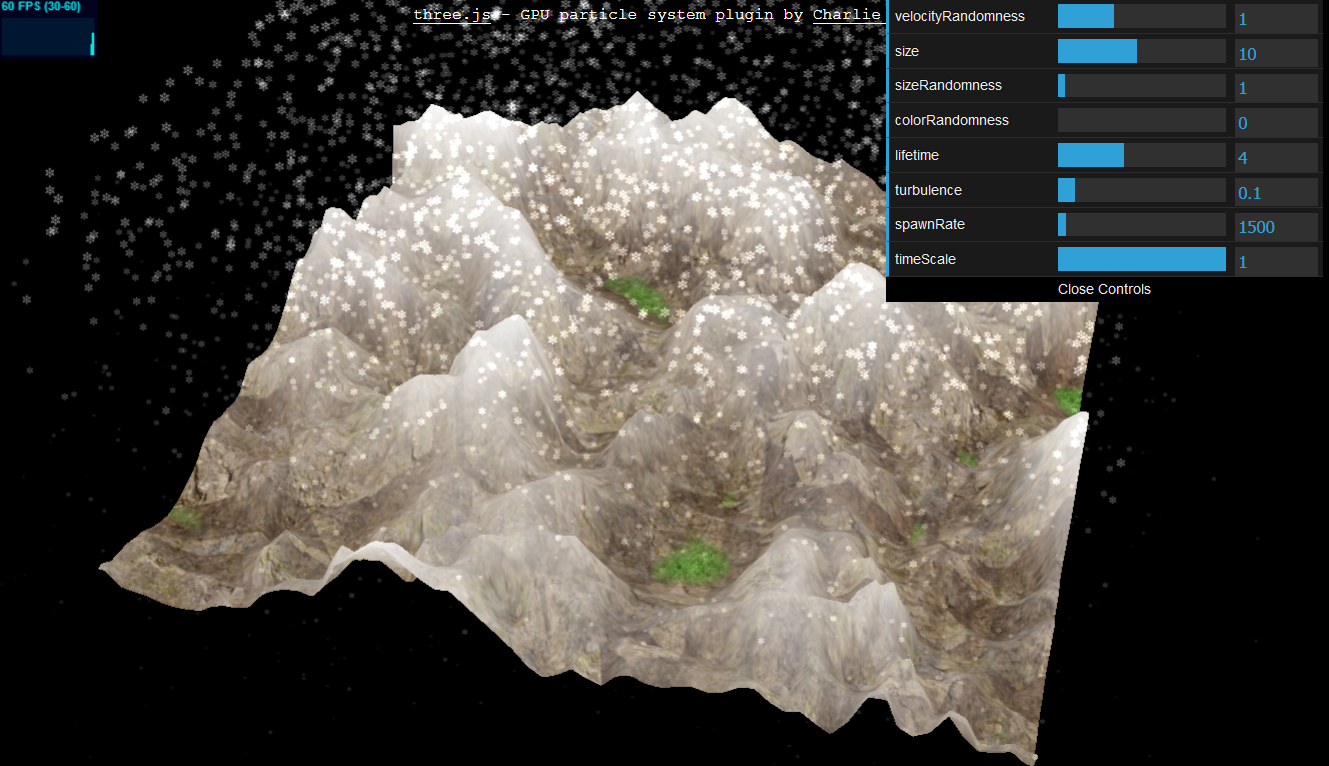 60 FPS (30-60)
three.js - GPU particle system plugin by Charlie
velocityRandomness 1
size 10
sizeRandomness 1
colorRandomness 0
lifetime 4
turbulence 0.1
spawnRate 1500
timeScale 1
Close Controls